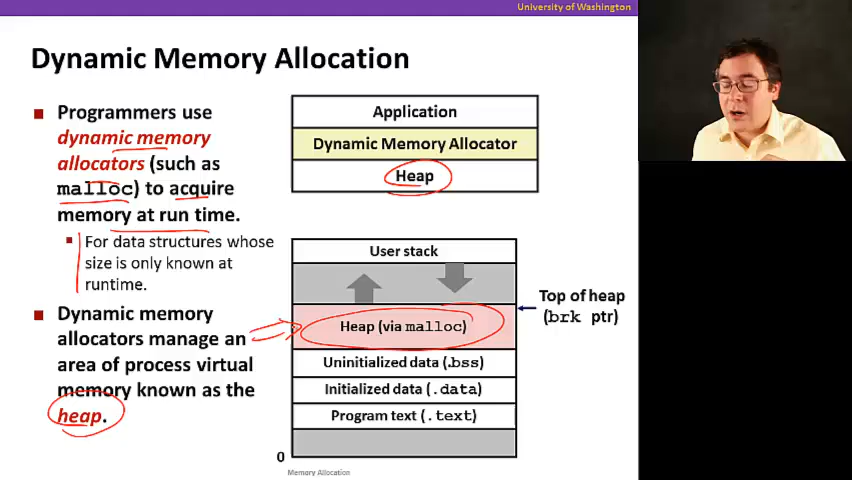 University of Washington
Dynamic Memory Allocation
Programmers use
dynamic memory
allocators (such as
malloc) to acquire
memory at run time.
For data structures whose
size is only known at
runtime.
Dynamic memory
allocators manage an
area of process virtual
memory known as the
heap.
Application
Dynamic Memory Allocator
Heap
User stack
Heap (via malloc)
Uninitialized data (.bss)
Initialized data (.data)
Program text (.text)
0
Top of heap
(brk ptr)
Memory Allocation